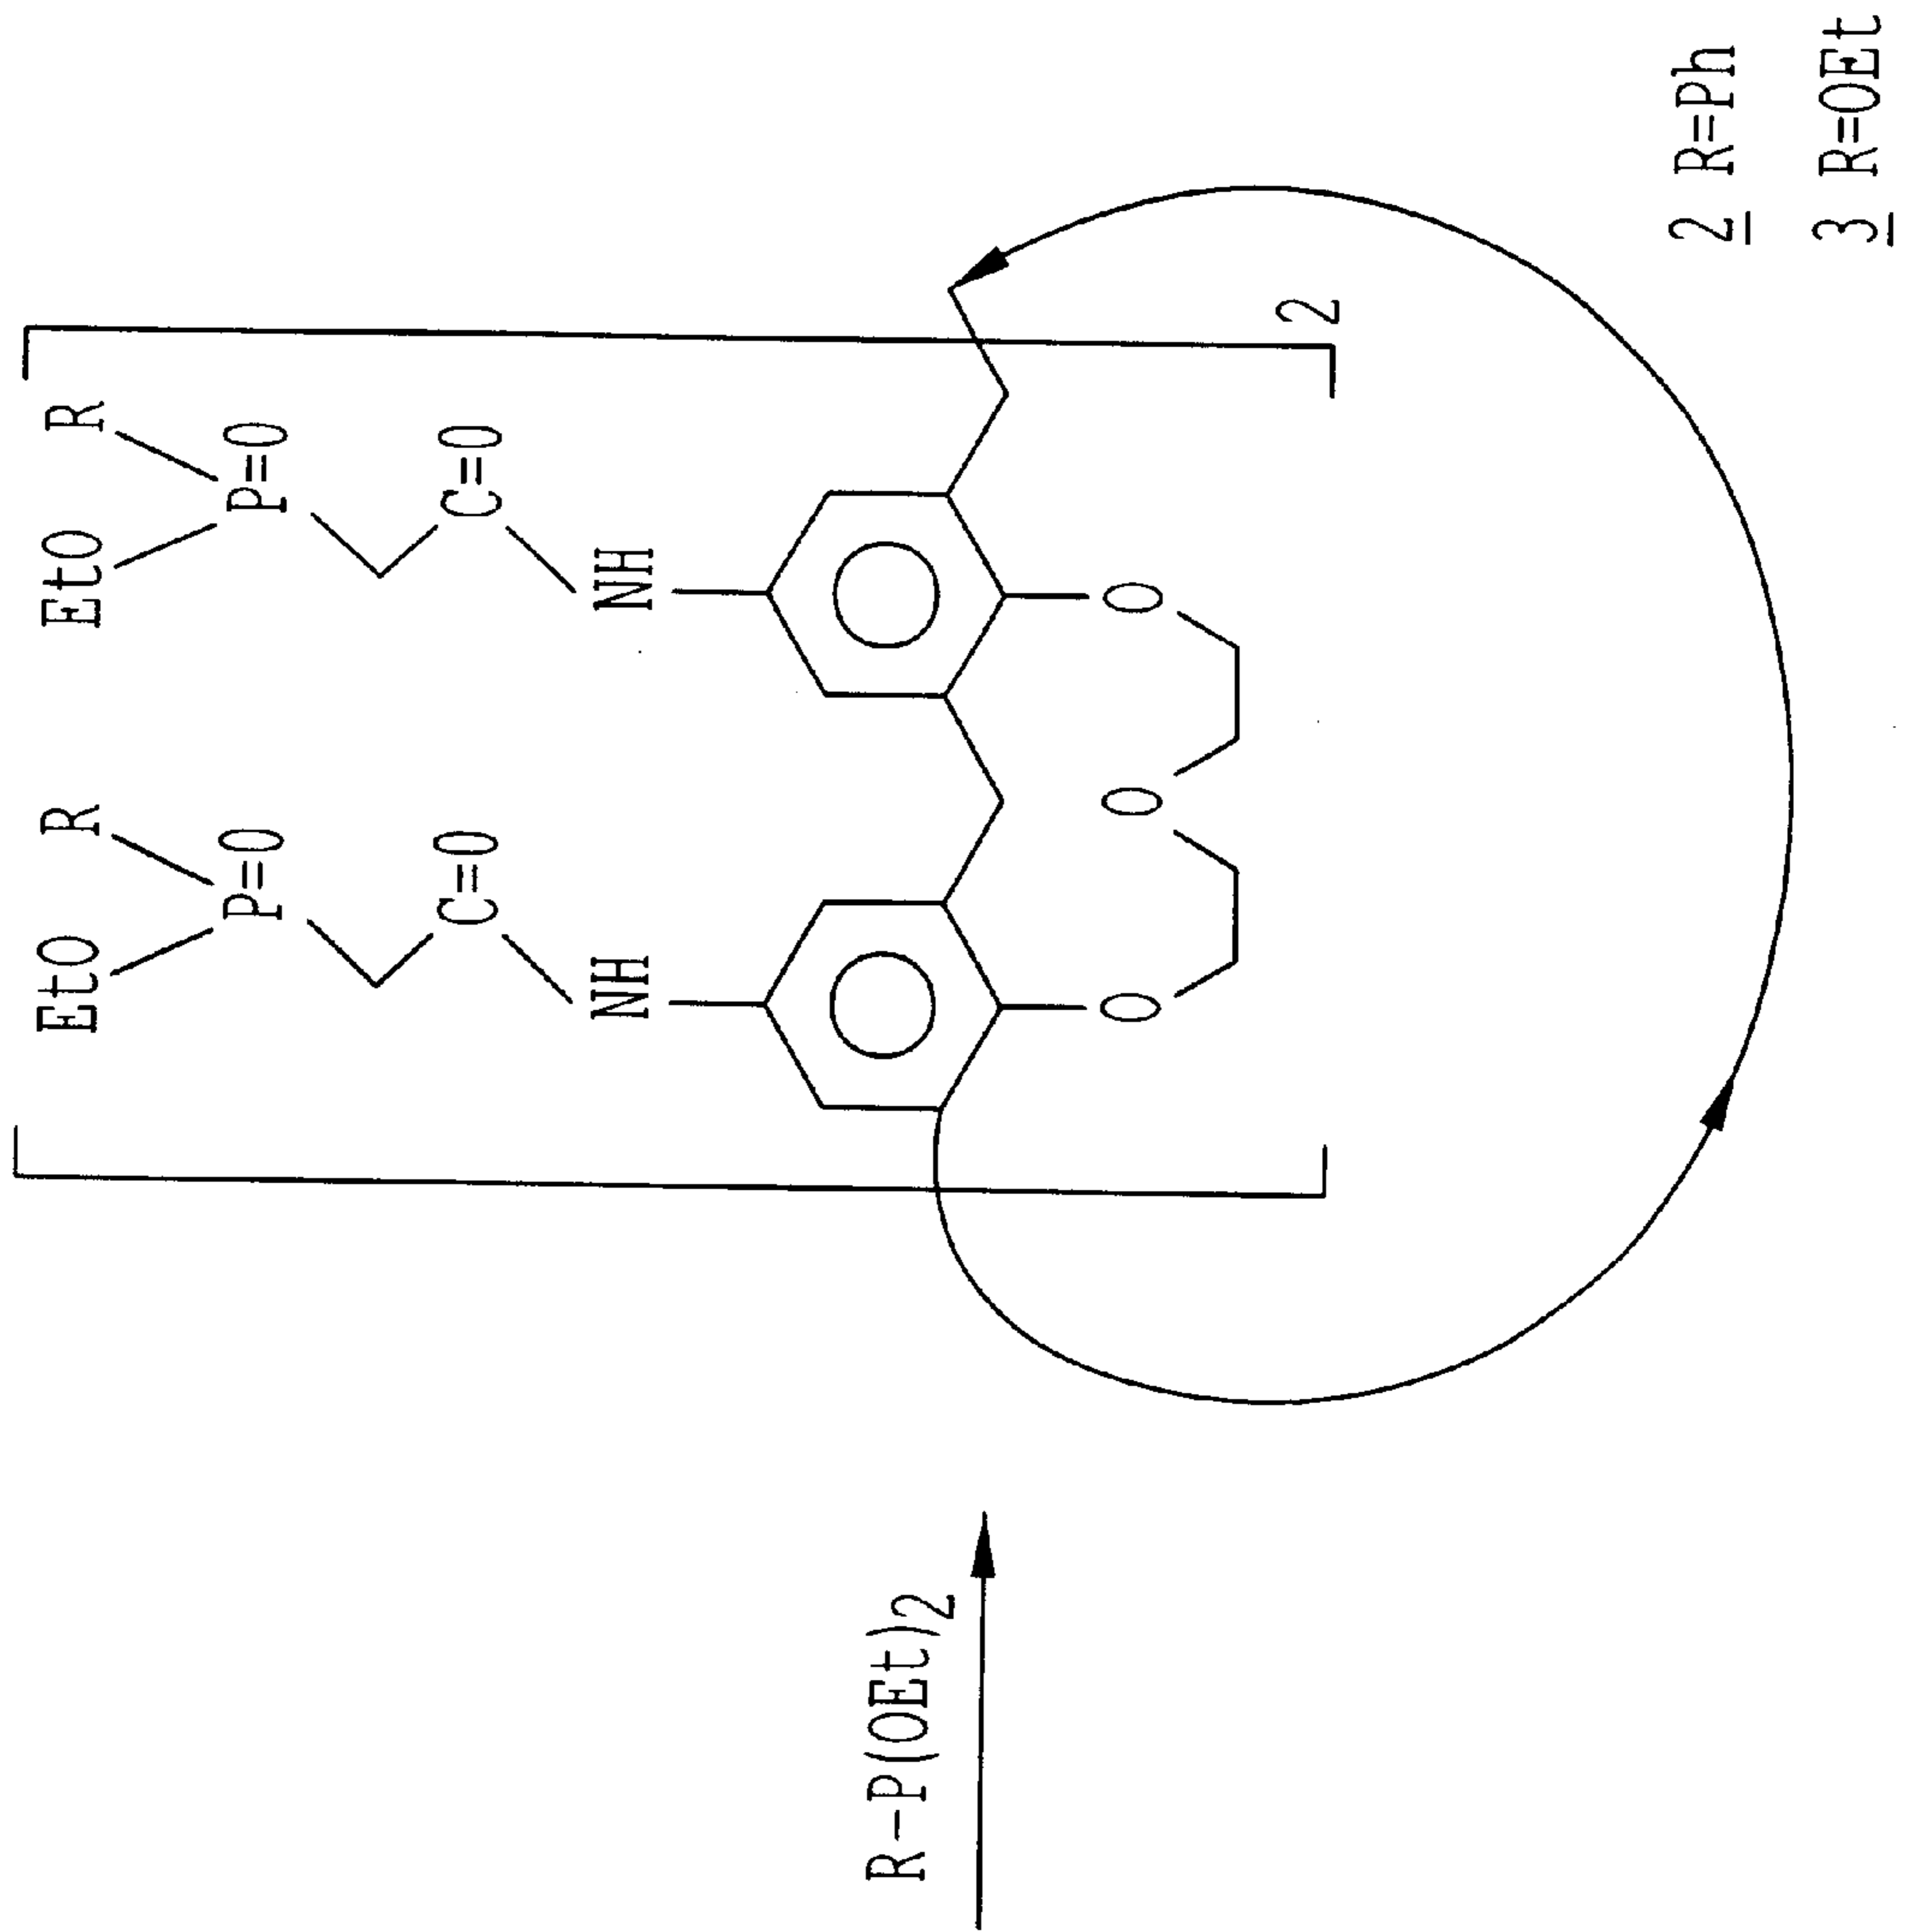 R-P(OEt)2
EtO R EtO R
P=O P=O
C=O C=O
NH NH
O O O
2
2 R=Ph
3 R=OEt